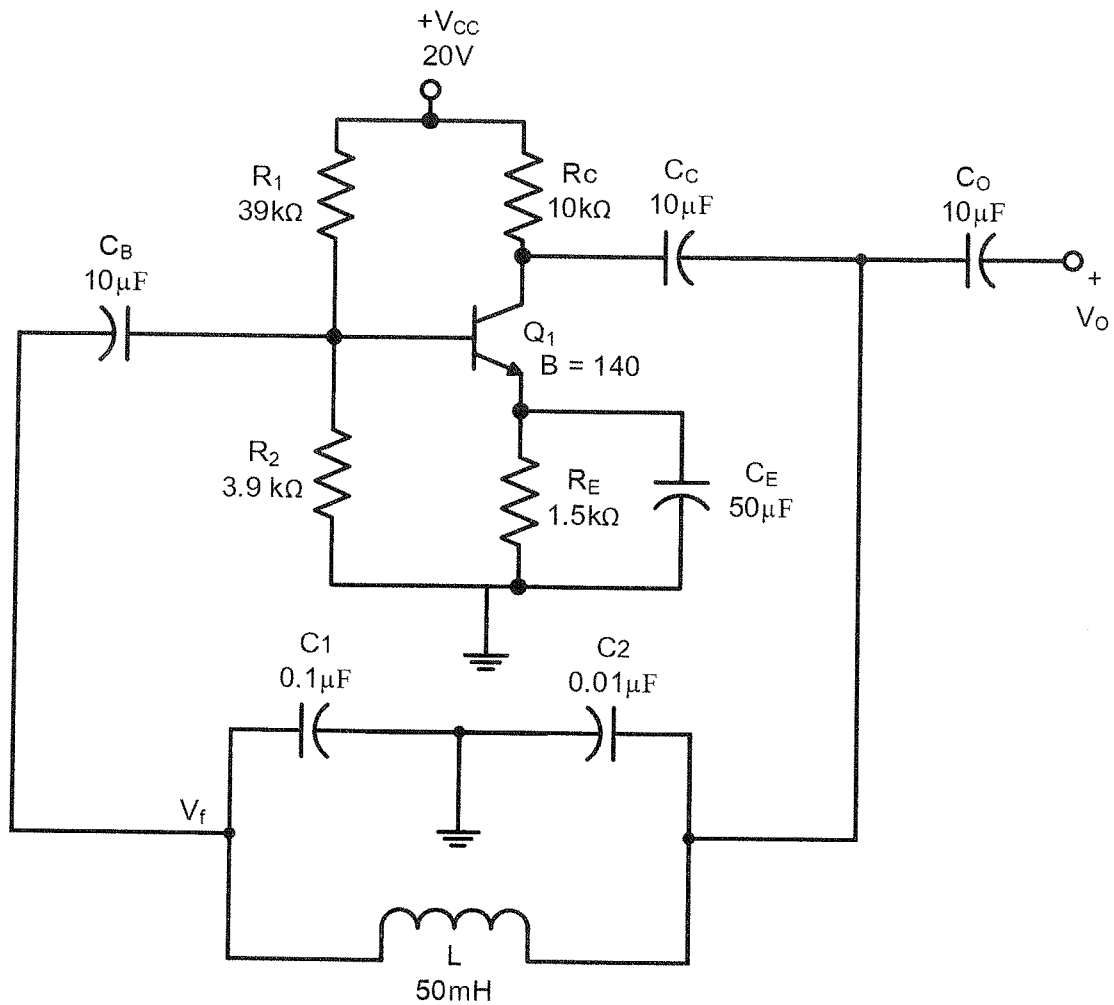 +VCC
20V
R1
39kΩ
RC
10kΩ
CC
10µF
CO
10µF
CB
10µF
+
VO
Q1
B = 140
R2
3.9 kΩ
RE
1.5kΩ
CE
50µF
C1
0.1µF
C2
0.01µF
Vf
L
50mH